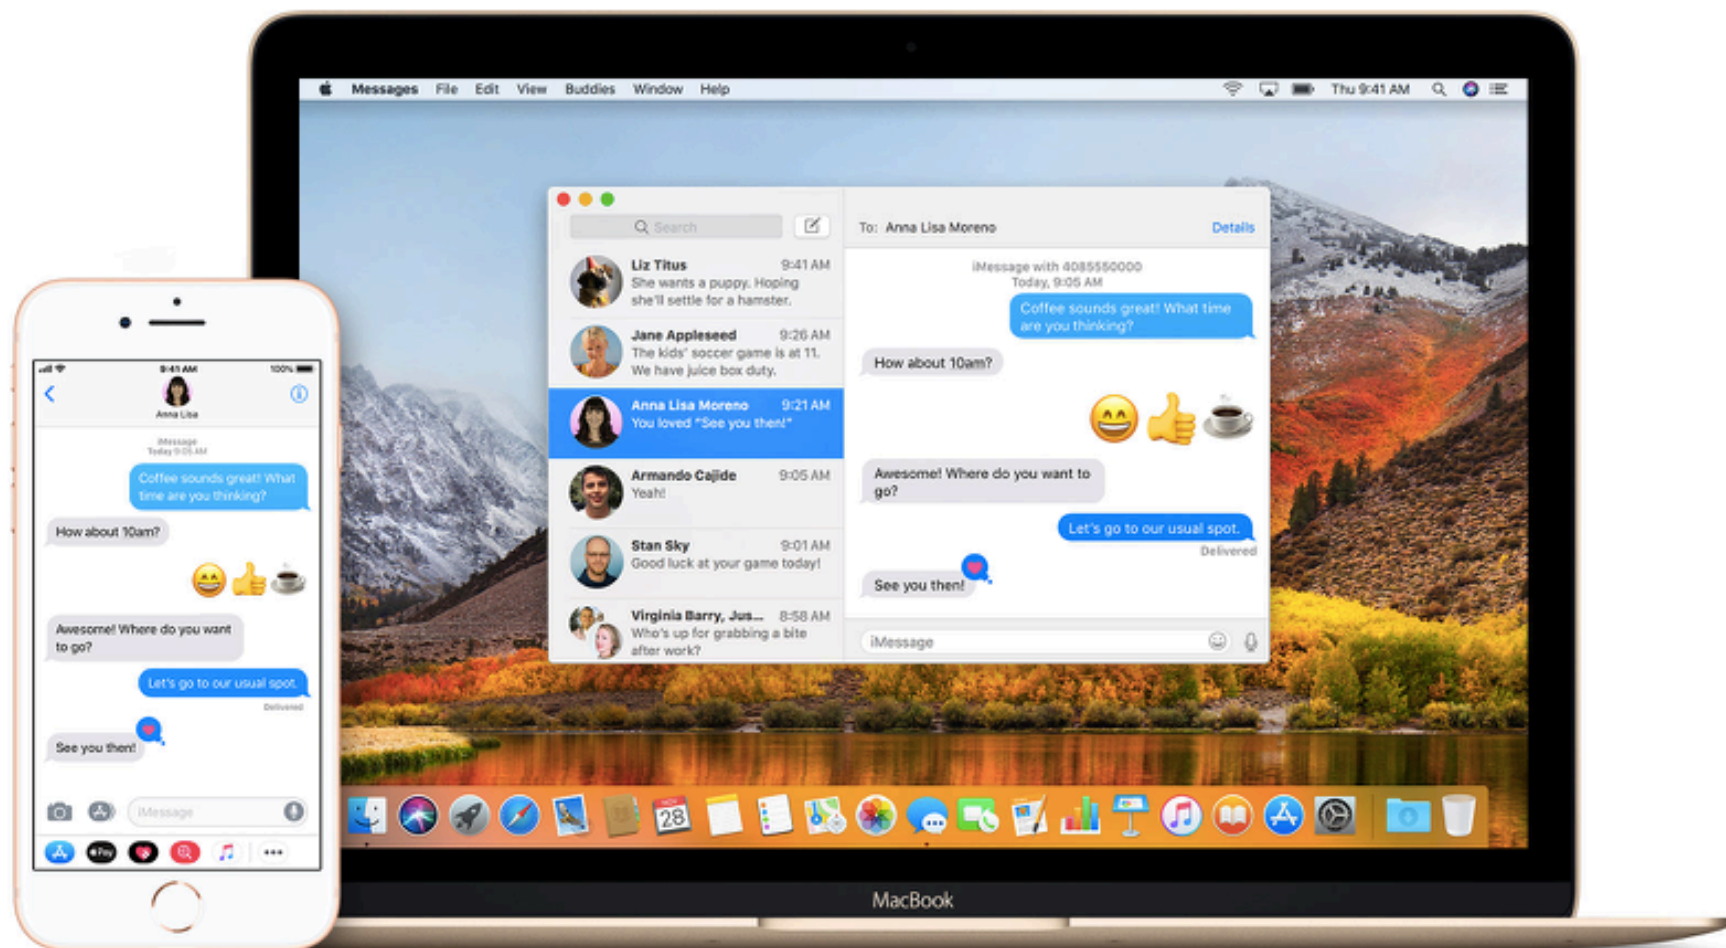 Messages File Edit View Buddies Window Help
Thu 9:41 AM
Search
Liz Titus 9:41 AM
She wants a puppy. Hoping
she'll settle for a hamster.
Jane Appleseed 9:26 AM
The kids' soccer game is at 11.
We have juice box duty.
Anna Lisa Moreno 9:21 AM
You loved "See you then!"
Armando Cajide 9:05 AM
Yeah!
Stan Sky 9:01 AM
Good luck at your game today!
Virginia Barry, Jus... 8:58 AM
Who's up for grabbing a bite
after work?
To: Anna Lisa Moreno Details
iMessage with 4085550000
Today, 9:05 AM
Coffee sounds great! What time
are you thinking?
How about 10am?
Awesome! Where do you want to
go?
Let's go to our usual spot.
Delivered
See you then!
iMessage
NOV
28
MacBook
9:41 AM 100%
Anna Lisa
iMessage
Today 9:05 AM
Coffee sounds great! What
time are you thinking?
How about 10am?
Awesome! Where do you want
to go?
Let's go to our usual spot.
Delivered
See you then!
iMessage
Pay